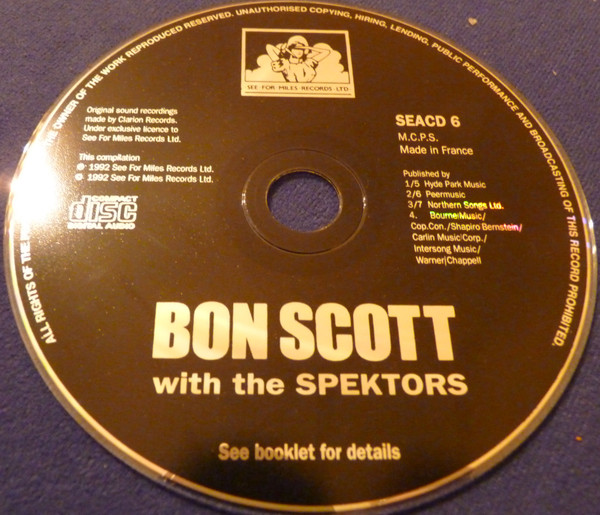 ALL RIGHTS OF THE
OWNER OF THE WORK REPRODUCED RESERVED. UNAUTHORISED COPYING, HIRING, LENDING, PUBLIC PERFORMANCE AND BROADCASTING OF THIS RECORD PROHIBITED.
SEE FOR MILES RECORDS LTD
Original sound recordings
made by Clarion Records.
Under exclusive licence to
See For Miles Records Ltd.
This compilation
℗ 1992 See For Miles Records Ltd.
© 1992 See For Miles Records Ltd.
COMPACT
disc
DIGITAL AUDIO
SEACD 6
M.C.P.S.
Made in France
Published by
1/5 Hyde Park Music
2/6 Peermusic
3/7 Northern Songs Ltd.
4. Bourne Music/
Cop.Con./Shapiro Bernstein/
Carlin Music Corp./
Intersong Music/
Warner/Chappell
BON SCOTT
with the SPEKTORS
See booklet for details